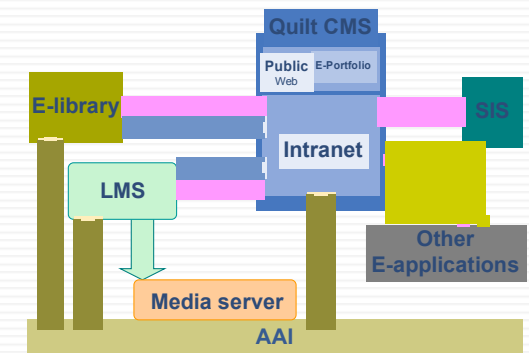 Quilt CMS
Public
Web
E-Portfolio
E-library
SIS
Intranet
LMS
Other
E-applications
Media server
AAI